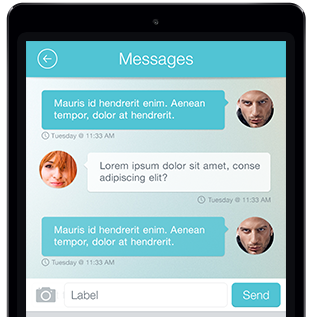 Messages
Mauris id hendrerit enim. Aenean
tempor, dolor at hendrerit.
Tuesday @ 11:33 AM
Lorem ipsum dolor sit amet, conse
adipiscing elit?
Tuesday @ 11:33 AM
Mauris id hendrerit enim. Aenean
tempor, dolor at hendrerit.
Tuesday @ 11:33 AM
Label
Send